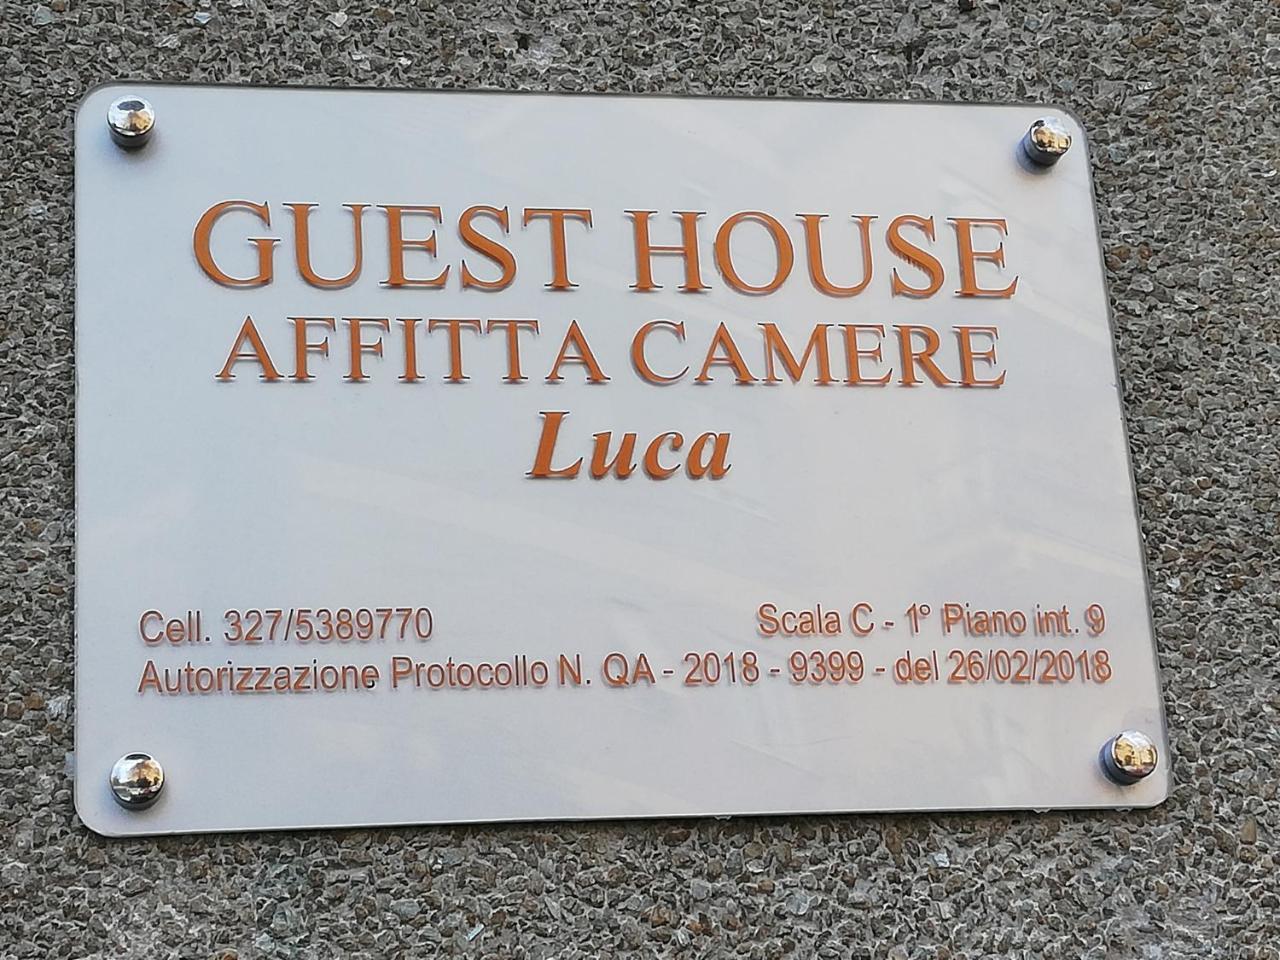 GUEST HOUSE
AFFITTA CAMERE
Luca
Cell. 327/5389770
Scala C - 1° Piano int. 9
Autorizzazione Protocollo N. QA - 2018 - 9399 - del 26/02/2018